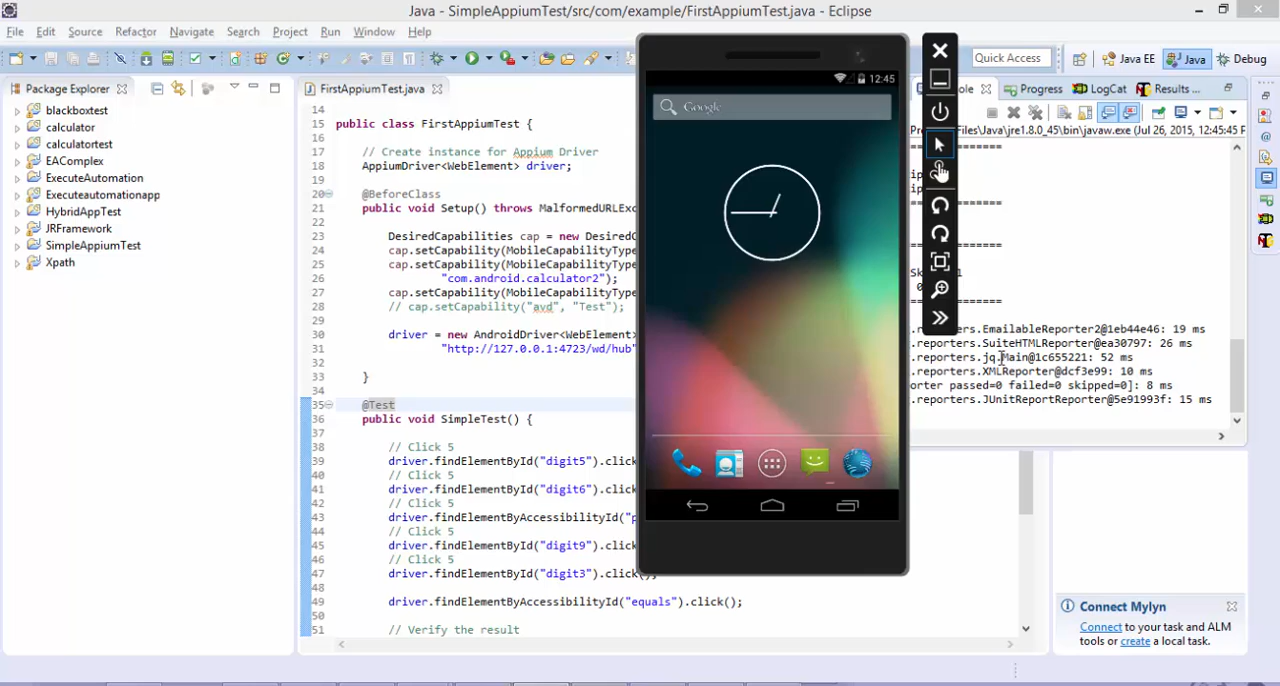 Java - SimpleAppiumTest/src/com/example/FirstAppiumTest.java - Eclipse
File Edit Source Refactor Navigate Search Project Run Window Help
Quick Access Java EE Java Debug
Package Explorer
blackboxtest
calculator
calculatortest
EAComplex
ExecuteAutomation
Executeautomationapp
HybridAppTest
JRFramework
SimpleAppiumTest
Xpath
FirstAppiumTest.java
14
15 public class FirstAppiumTest {
16
17 // Create instance for Appium Driver
18 AppiumDriver<WebElement> driver;
19
20 @BeforeClass
21 public void Setup() throws MalformedURLExc
22
23 DesiredCapabilities cap = new DesiredC
24 cap.setCapability(MobileCapabilityType
25 cap.setCapability(MobileCapabilityType
26 "com.android.calculator2");
27 cap.setCapability(MobileCapabilityType
28 // cap.setCapability("avd", "Test");
29
30 driver = new AndroidDriver<WebElement>
31 "http://127.0.0.1:4723/wd/hub"
32
33 }
34
35 @Test
36 public void SimpleTest() {
37
38 // Click 5
39 driver.findElementById("digit5").click
40 // Click 5
41 driver.findElementById("digit6").click
42 // Click 5
43 driver.findElementByAccessibilityId("p
44 // Click 5
45 driver.findElementById("digit9").click
46 // Click 5
47 driver.findElementById("digit3").click();
48
49 driver.findElementByAccessibilityId("equals").click();
50
51 // Verify the result
12:45
Google
ole Progress LogCat Results ...
Files\Java\jre1.8.0_45\bin\javaw.exe (Jul 26, 2015, 12:45:45 P
===========
ip
ip
===========
===========
Sk 1
0
===========
.reporters.EmailableReporter2@1eb44e46: 19 ms
.reporters.SuiteHTMLReporter@ea30797: 26 ms
.reporters.jq.Main@1c655221: 52 ms
.reporters.XMLReporter@dcf3e99: 10 ms
orter passed=0 failed=0 skipped=0]: 8 ms
.reporters.JUnitReportReporter@5e91993f: 15 ms
Connect Mylyn
Connect to your task and ALM
tools or create a local task.